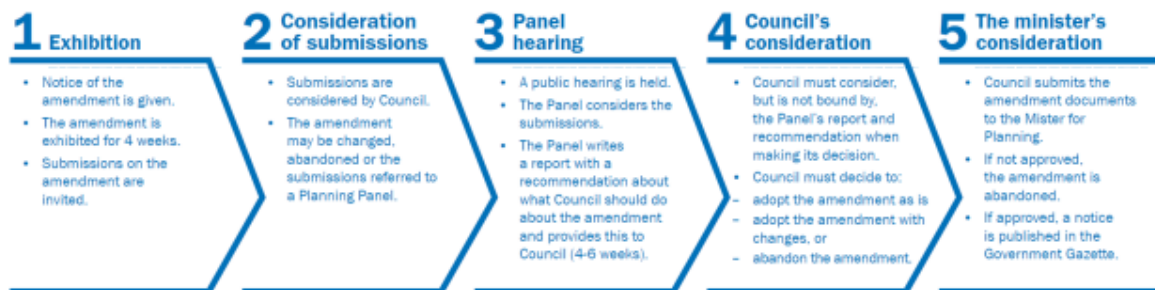 1 Exhibition
• Notice of the
amendment is given.
• The amendment is
exhibited for 4 weeks.
• Submissions on the
amendment are
invited.
2 Consideration
of submissions
• Submissions are
considered by Council.
• The amendment
may be changed,
abandoned or the
submissions referred to
a Planning Panel.
3 Panel
hearing
• A public hearing is held.
• The Panel considers the
submissions.
• The Panel writes
a report with a
recommendation about
what Council should do
about the amendment
and provides this to
Council (4-6 weeks).
4 Council's
consideration
• Council must consider,
but is not bound by,
the Panel's report and
recommendation when
making its decision.
• Council must decide to:
– adopt the amendment as is
– adopt the amendment with
changes, or
– abandon the amendment.
5 The minister's
consideration
• Council submits the
amendment documents
to the Mister for
Planning.
• If not approved,
the amendment is
abandoned.
• If approved, a notice
is published in the
Government Gazette.